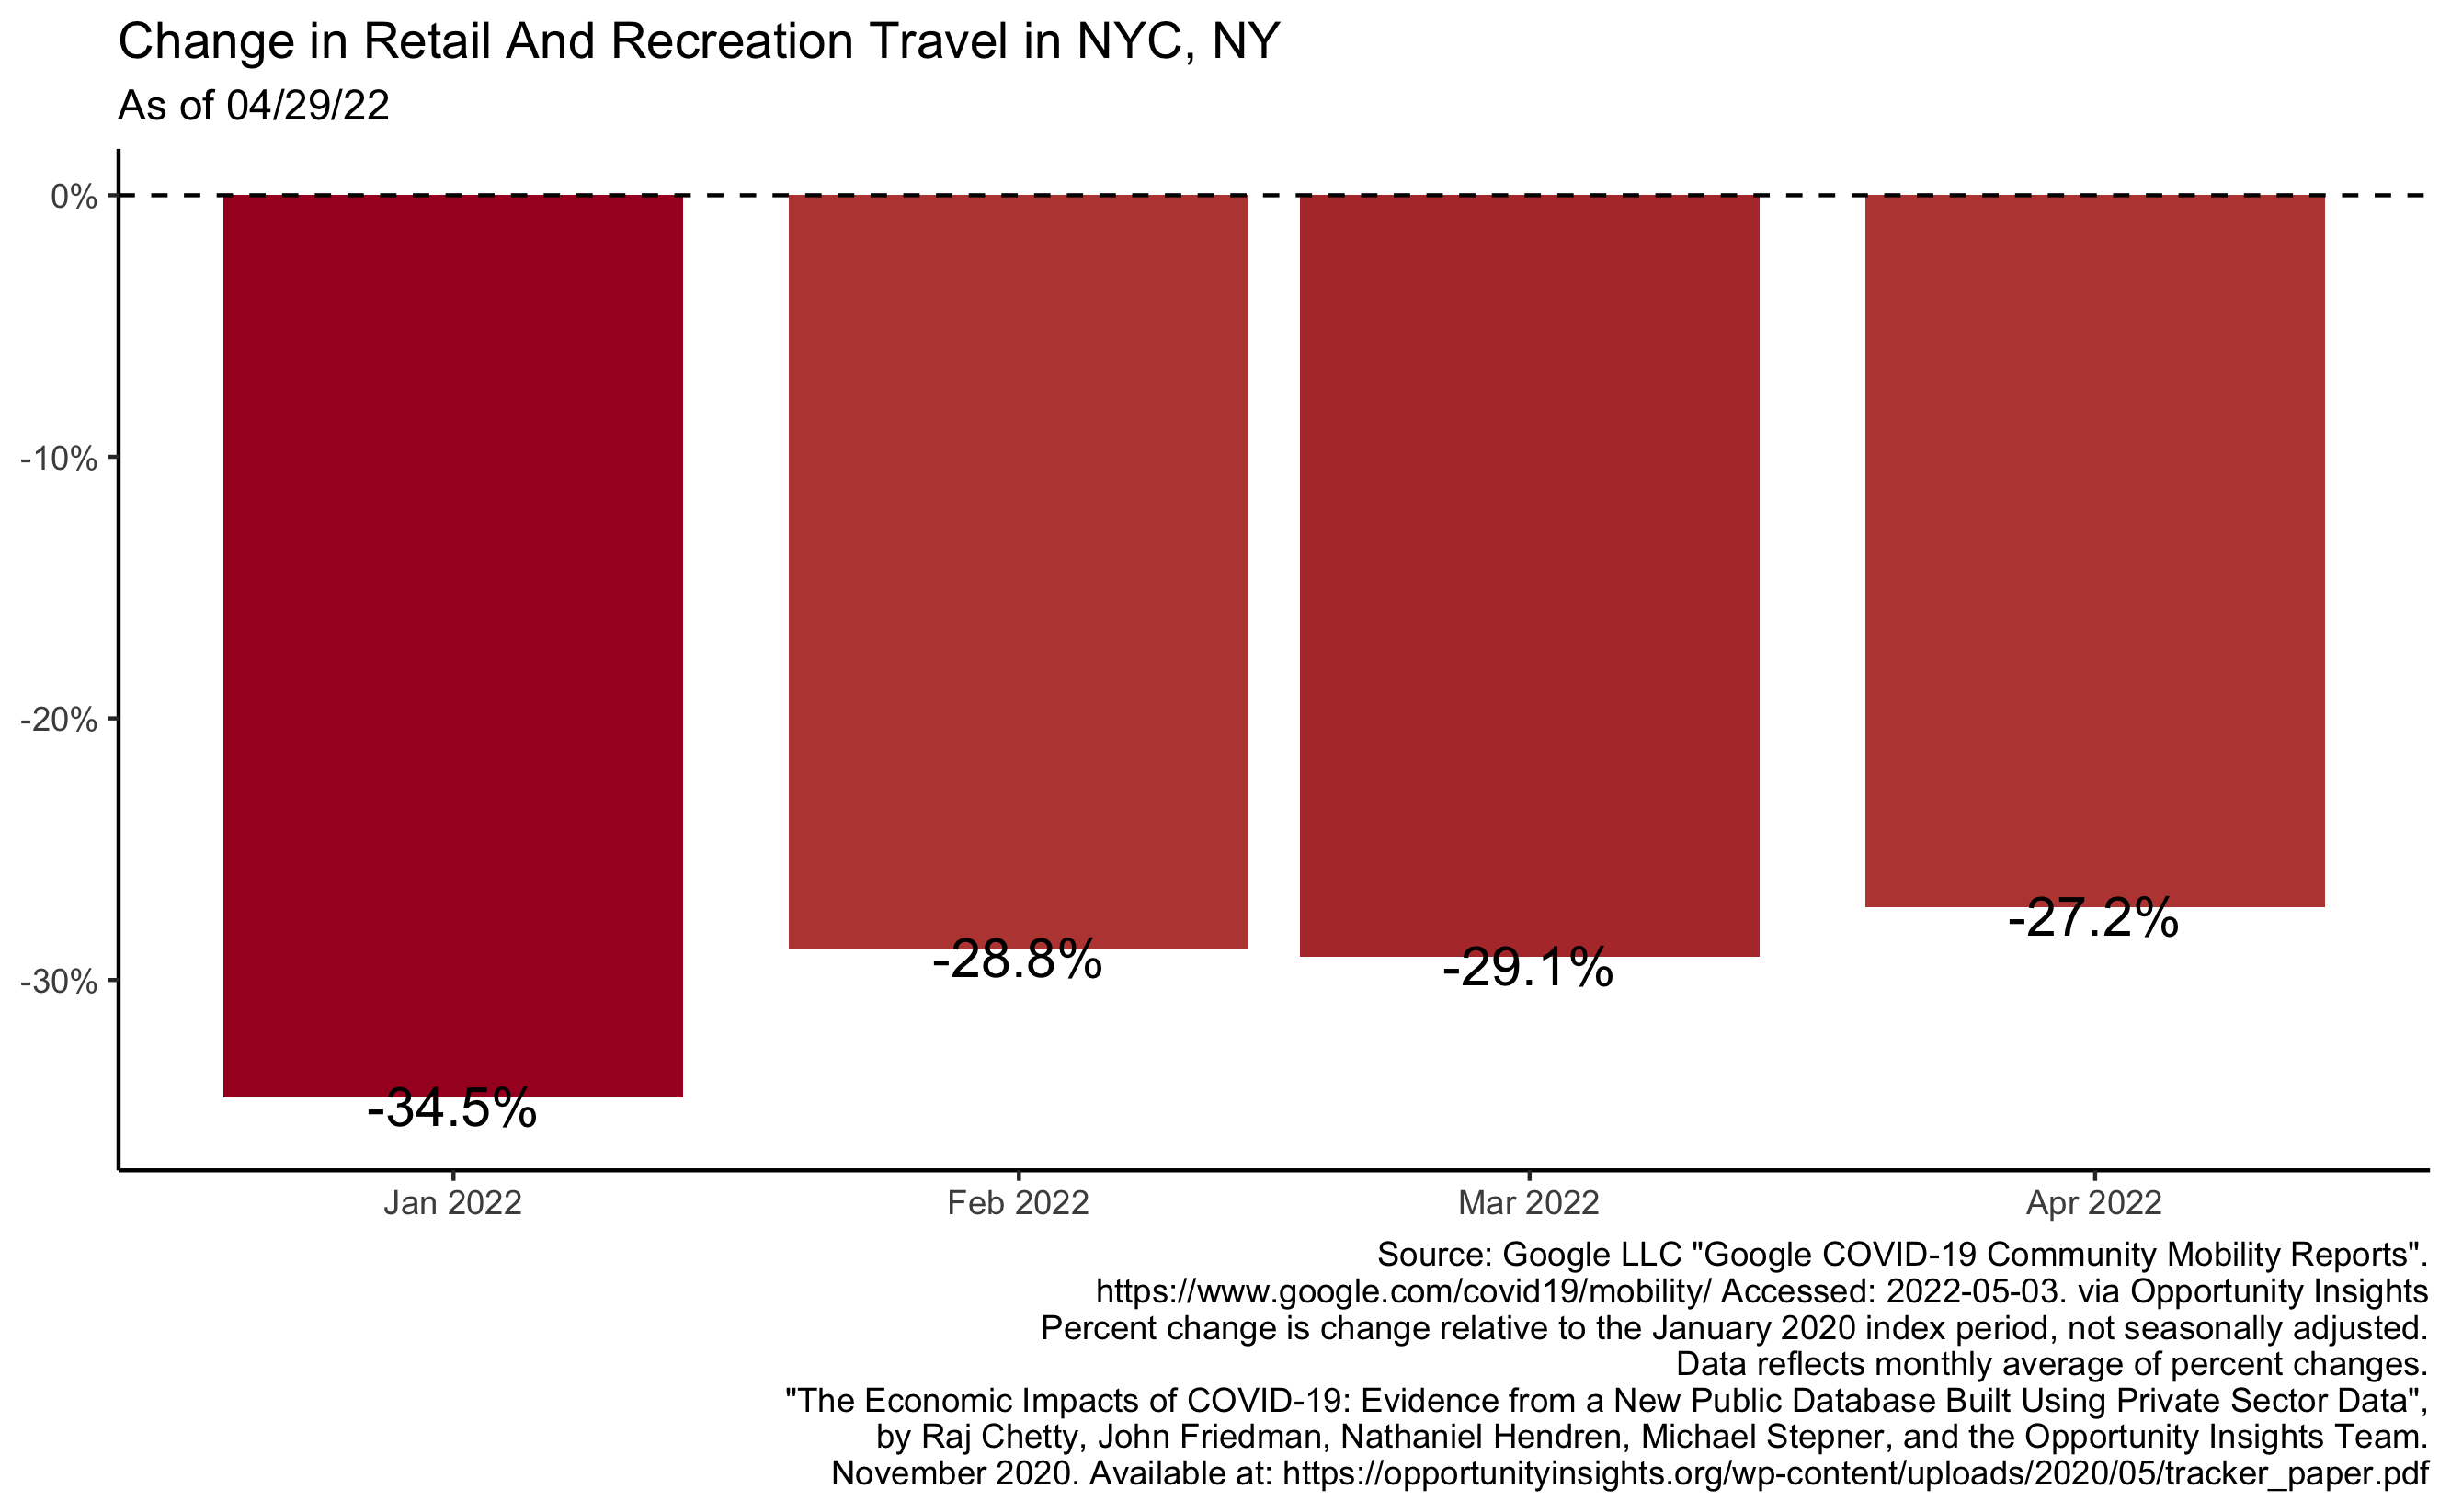 Change in Retail And Recreation Travel in NYC, NY
As of 04/29/22
0%
-10%
-20%
-30%
-34.5%
-28.8%
-29.1%
-27.2%
Jan 2022
Feb 2022
Mar 2022
Apr 2022
Source: Google LLC "Google COVID-19 Community Mobility Reports".
https://www.google.com/covid19/mobility/ Accessed: 2022-05-03. via Opportunity Insights
Percent change is change relative to the January 2020 index period, not seasonally adjusted.
Data reflects monthly average of percent changes.
"The Economic Impacts of COVID-19: Evidence from a New Public Database Built Using Private Sector Data",
by Raj Chetty, John Friedman, Nathaniel Hendren, Michael Stepner, and the Opportunity Insights Team.
November 2020. Available at: https://opportunityinsights.org/wp-content/uploads/2020/05/tracker_paper.pdf